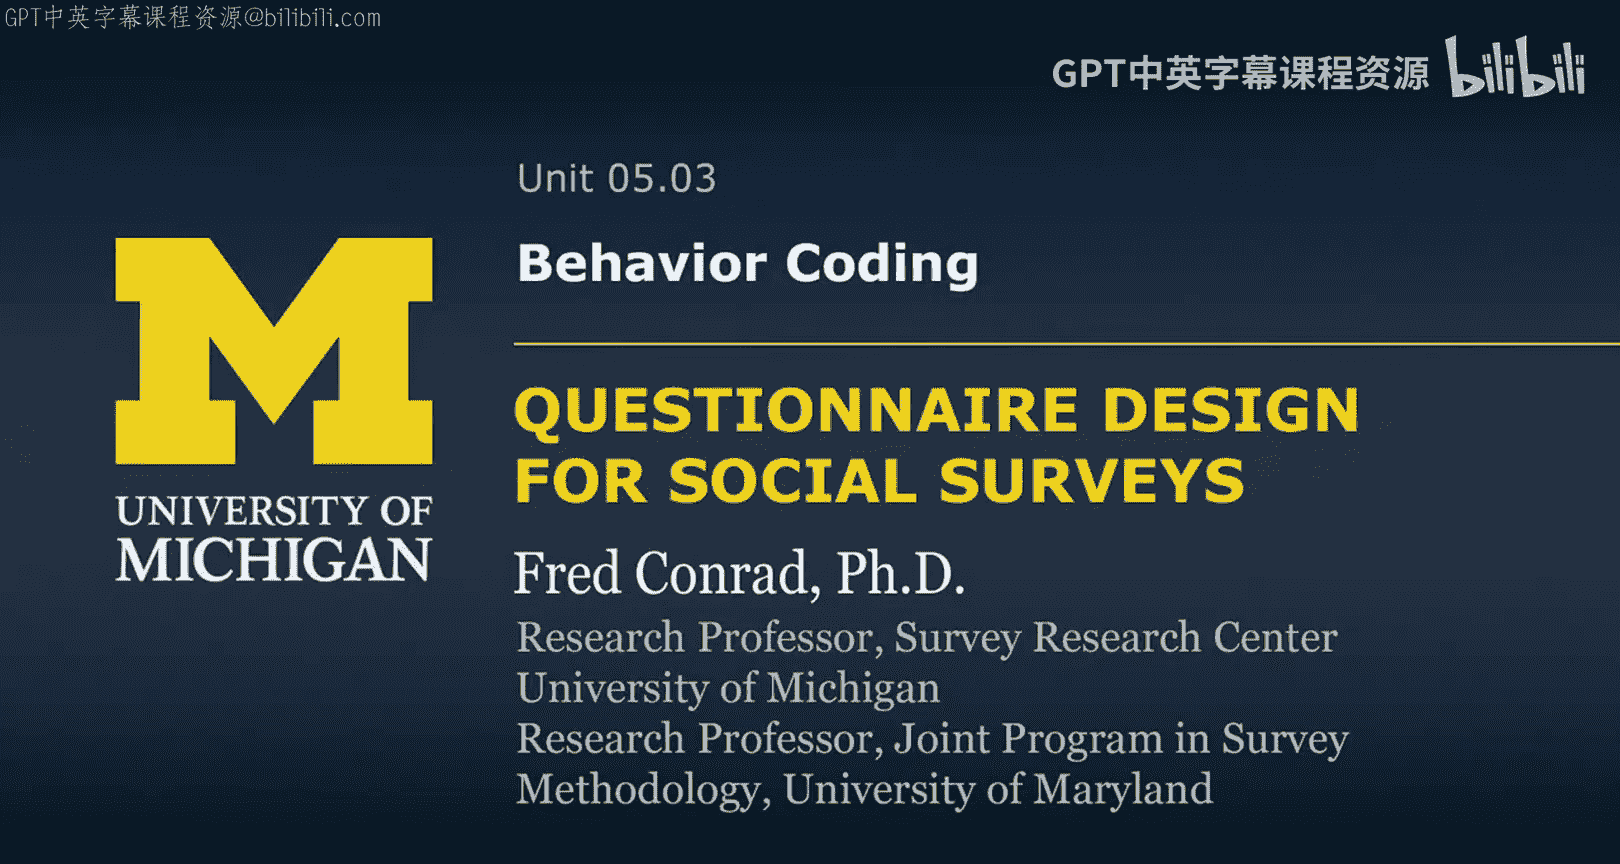 GPT中英字幕课程资源@bilibili.com
GPT中英字幕课程资源 bilibili
Unit 05.03
Behavior Coding
M
UNIVERSITY OF
MICHIGAN
QUESTIONNAIRE DESIGN
FOR SOCIAL SURVEYS
Fred Conrad, Ph.D.
Research Professor, Survey Research Center
University of Michigan
Research Professor, Joint Program in Survey
Methodology, University of Maryland